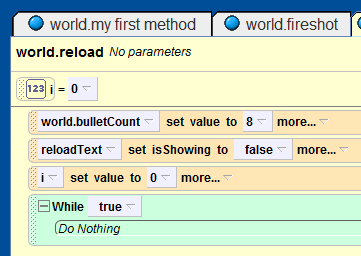 world.my first method world.fireshot
world.reload No parameters
123 i = 0
world.bulletCount set value to 8 more...
reloadText set isShowing to false more...
i set value to 0 more...
While true
Do Nothing